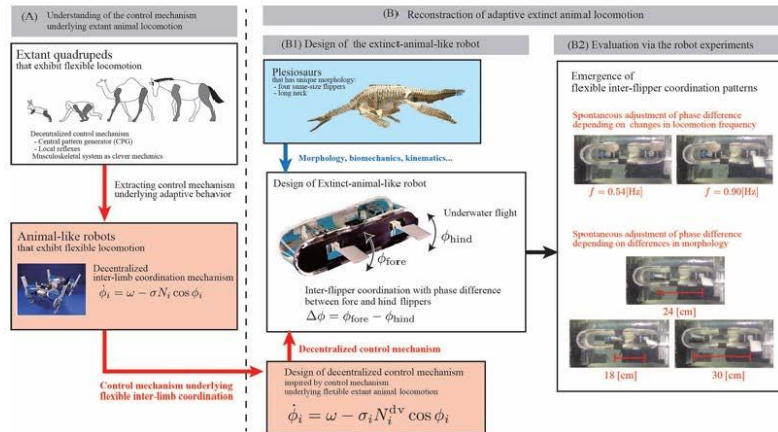 (A)
Understanding of the control mechanism
underlying extant animal locomotion
Extant quadrupeds
that exhibit flexible locomotion
Decentralized control mechanism
- Central pattern generator (CPG)
- Local reflexes
Musculoskeletal system as clever mechanics
Extracting control mechanism
underlying adaptive behavior
Animal-like robots
that exhibt flexible locomotion
Decentralized
inter-limb coordination mechanism
ϕ̇ᵢ = ω − σNᵢ cos ϕᵢ
Control mechanism underlying
flexible inter-limb coordination
(B) Reconstraction of adaptive extinct animal locomotion
(B1) Design of the extinct-animal-like robot
Plesiosaurs
that has unique morphology:
- four same-size flippers
- long neck
Morphology, biomechanics, kinematics...
Design of Extinct-animal-like robot
Underwater flight
ϕhind
ϕfore
Inter-flipper coordination with phase difference
between fore and hind flippers
Δϕ = ϕfore − ϕhind
Decentralized control mechanism
Design of decentralized control mechanism
inspired by control mechanism
underlying flexible extant animal locomotion
ϕ̇ᵢ = ω − σᵢNᵢᵈᵛ cos ϕᵢ
(B2) Evaluation via the robot experiments
Emergence of
flexible inter-flipper coordination patterns
Spontaneous adjustment of phase difference
depending on changes in locomotion frequency
f = 0.54[Hz] f = 0.90[Hz]
Spontaneous adjustment of phase difference
depending on differences in morphology
24 [cm]
18 [cm] 30 [cm]